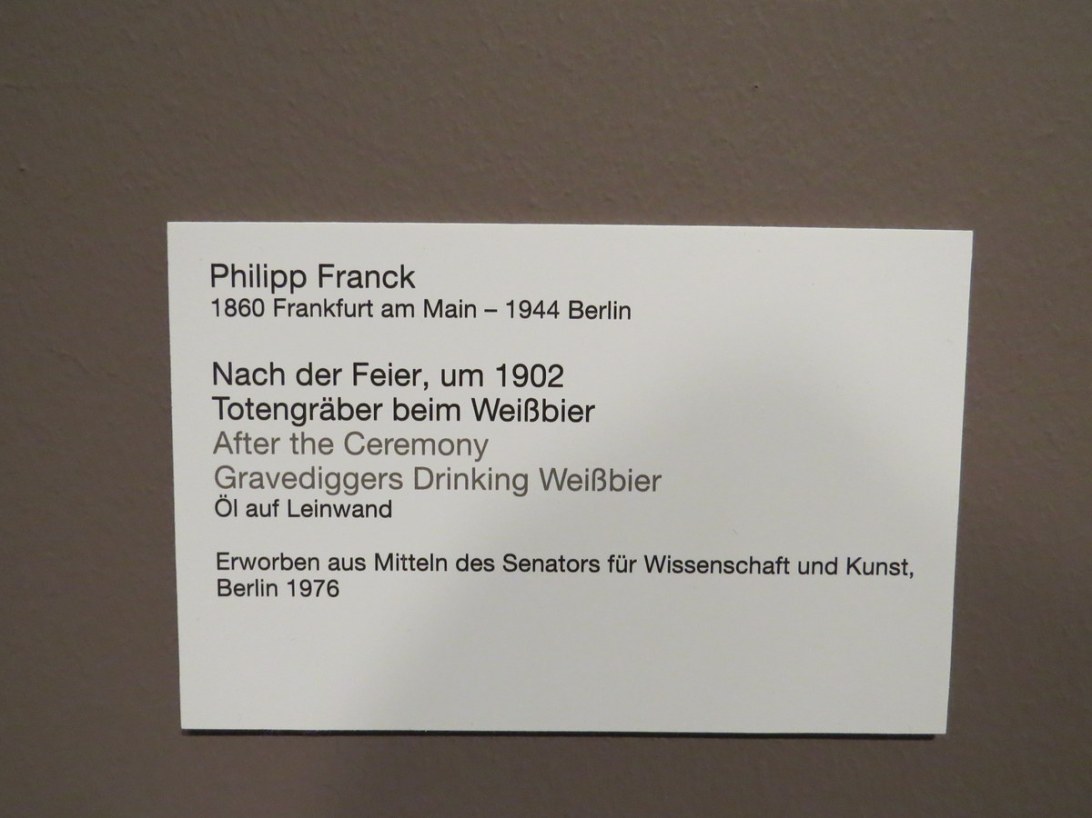 Philipp Franck
1860 Frankfurt am Main – 1944 Berlin
Nach der Feier, um 1902
Totengräber beim Weißbier
After the Ceremony
Gravediggers Drinking Weißbier
Öl auf Leinwand
Erworben aus Mitteln des Senators für Wissenschaft und Kunst,
Berlin 1976